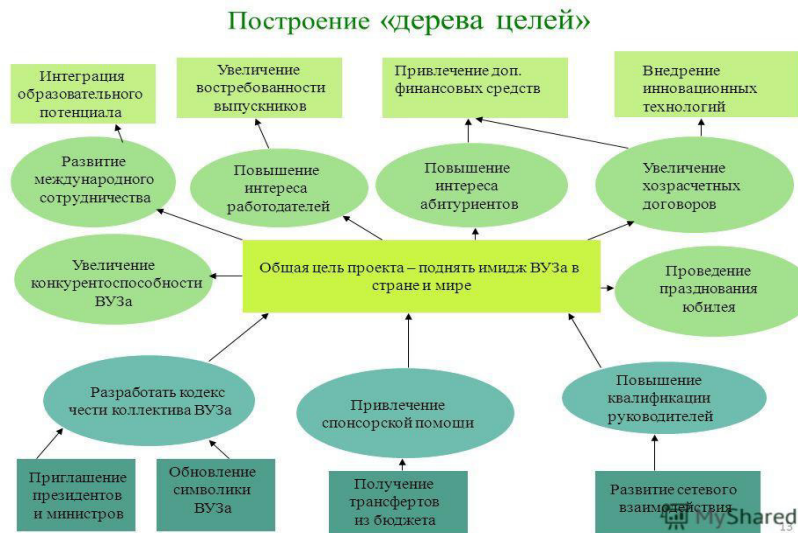 Построение «дерева целей»
Интеграция
образовательного
потенциала
Увеличение
востребованности
выпускников
Привлечение доп.
финансовых средств
Внедрение
инновационных
технологий
Развитие
международного
сотрудничества
Повышение
интереса
работодателей
Повышение
интереса
абитуриентов
Увеличение
хозрасчетных
договоров
Увеличение
конкурентоспособности
ВУЗа
Общая цель проекта – поднять имидж ВУЗа в
стране и мире
Проведение
празднования
юбилея
Разработать кодекс
чести коллектива ВУЗа
Привлечение
спонсорской помощи
Повышение
квалификации
руководителей
Приглашение
президентов
и министров
Обновление
символики
ВУЗа
Получение
трансфертов
из бюджета
Развитие сетевого
взаимодействия
MyShared
13